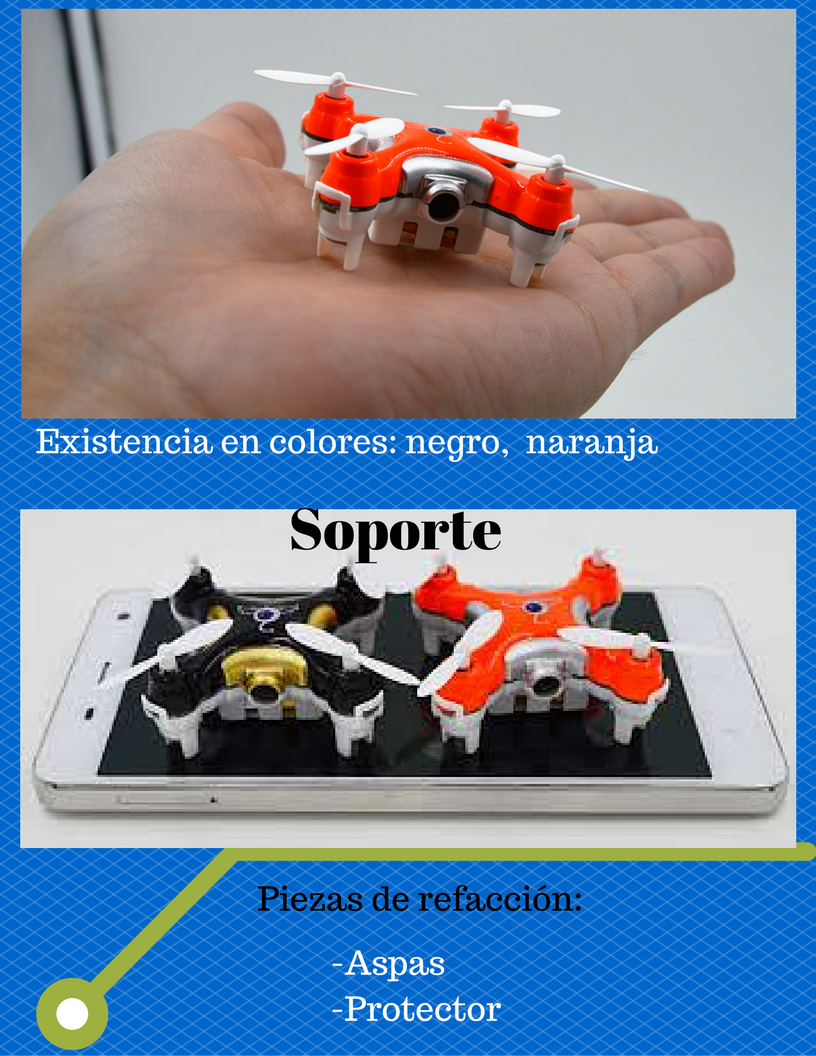 Existencia en colores: negro, naranja
Soporte
Piezas de refacción:
-Aspas
-Protector